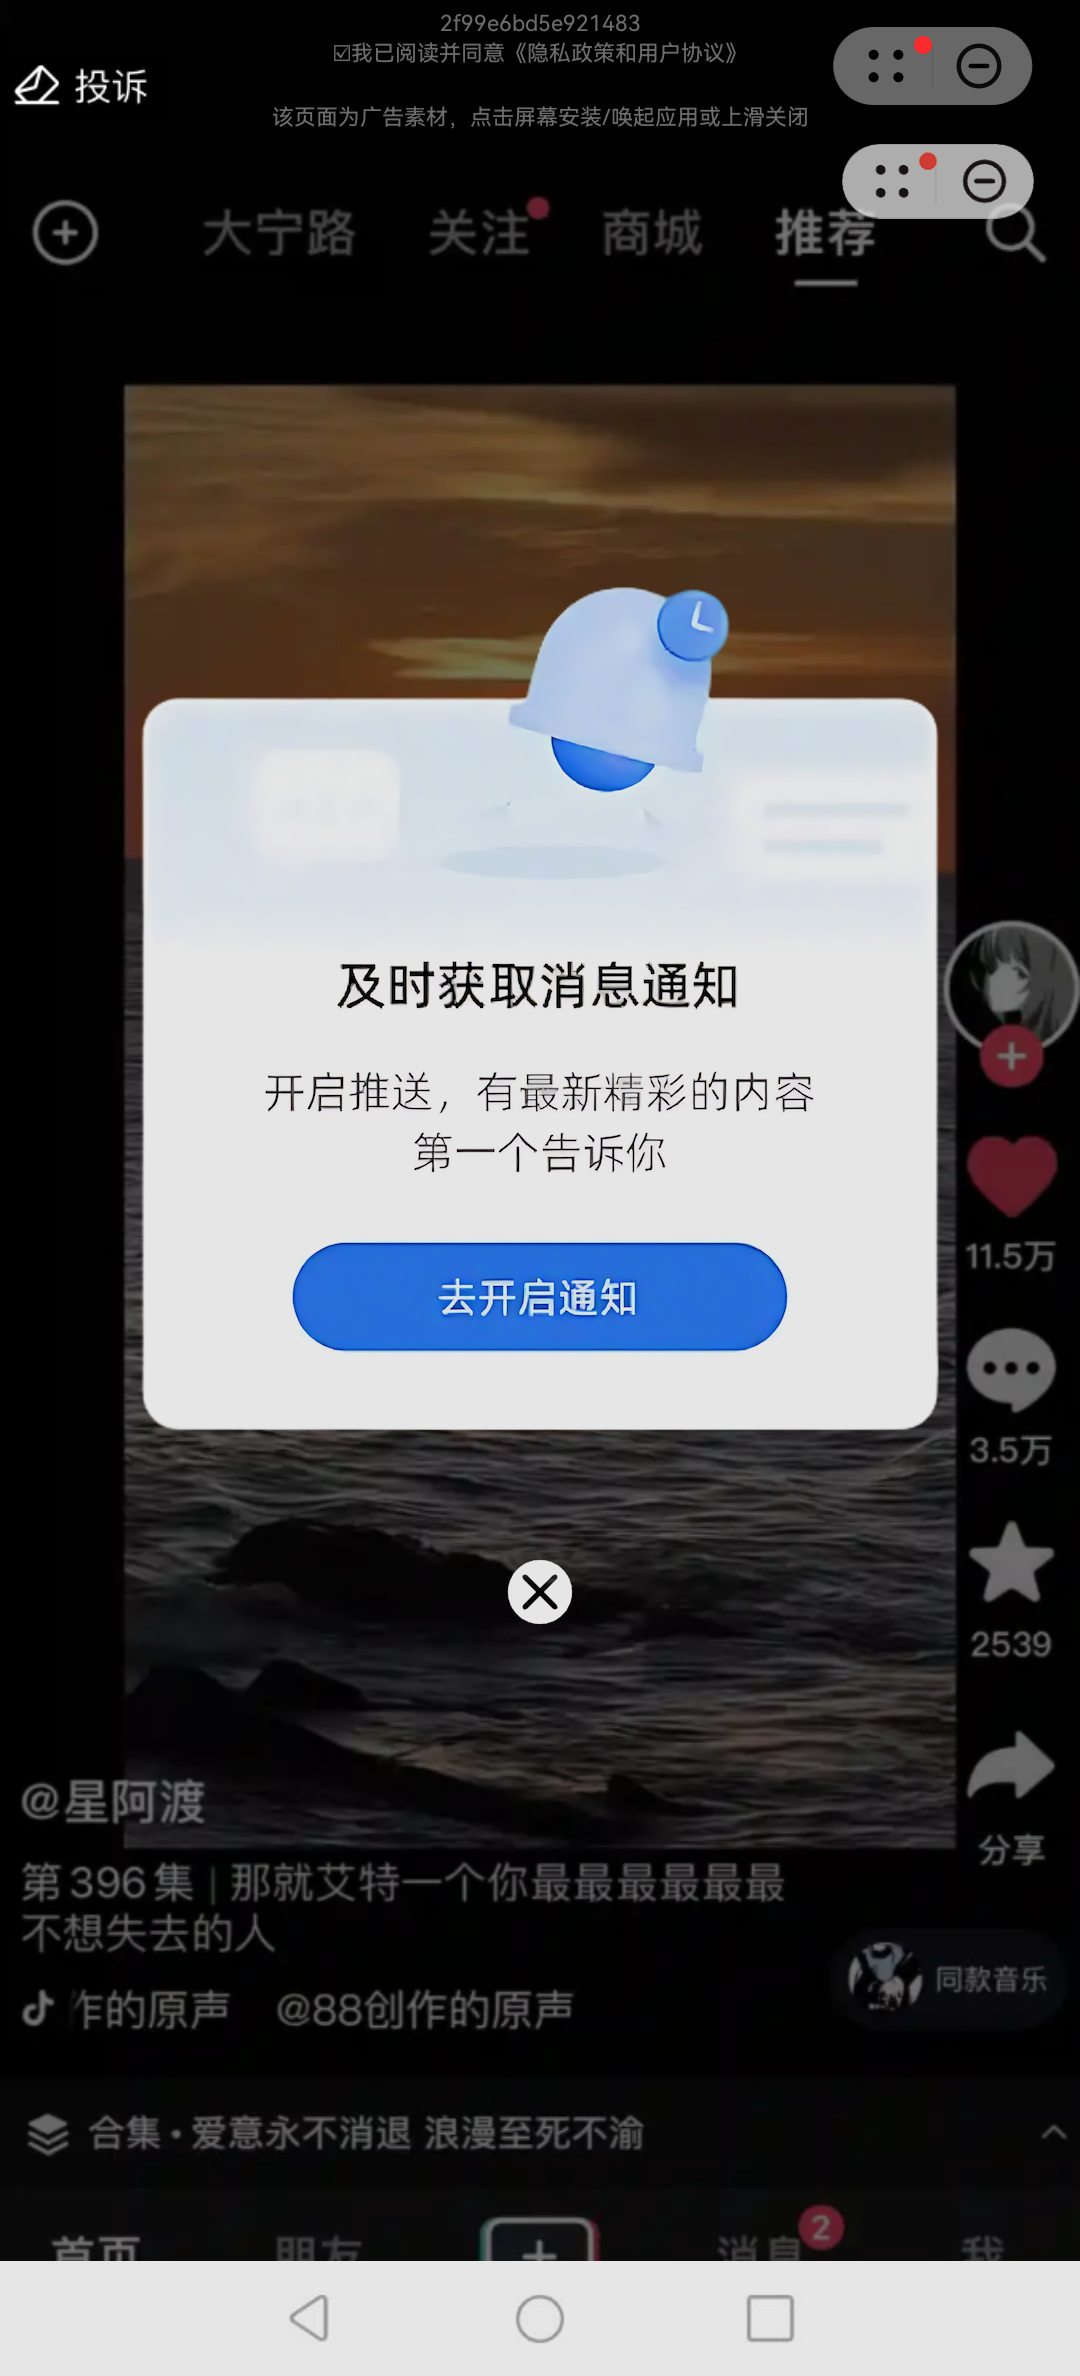 2f99e6bd5e921483
☑我已阅读并同意《隐私政策和用户协议》
投诉
该页面为广告素材，点击屏幕安装/唤起应用或上滑关闭
大宁路
关注
商城
推荐
及时获取消息通知
开启推送，有最新精彩的内容
第一个告诉你
去开启通知
11.5万
3.5万
2539
分享
@星阿渡
第396集 | 那就艾特一个你最最最最最最
不想失去的人
同款音乐
作的原声 @88创作的原声
合集·爱意永不消退 浪漫至死不渝
首页
朋友
消息
2
我